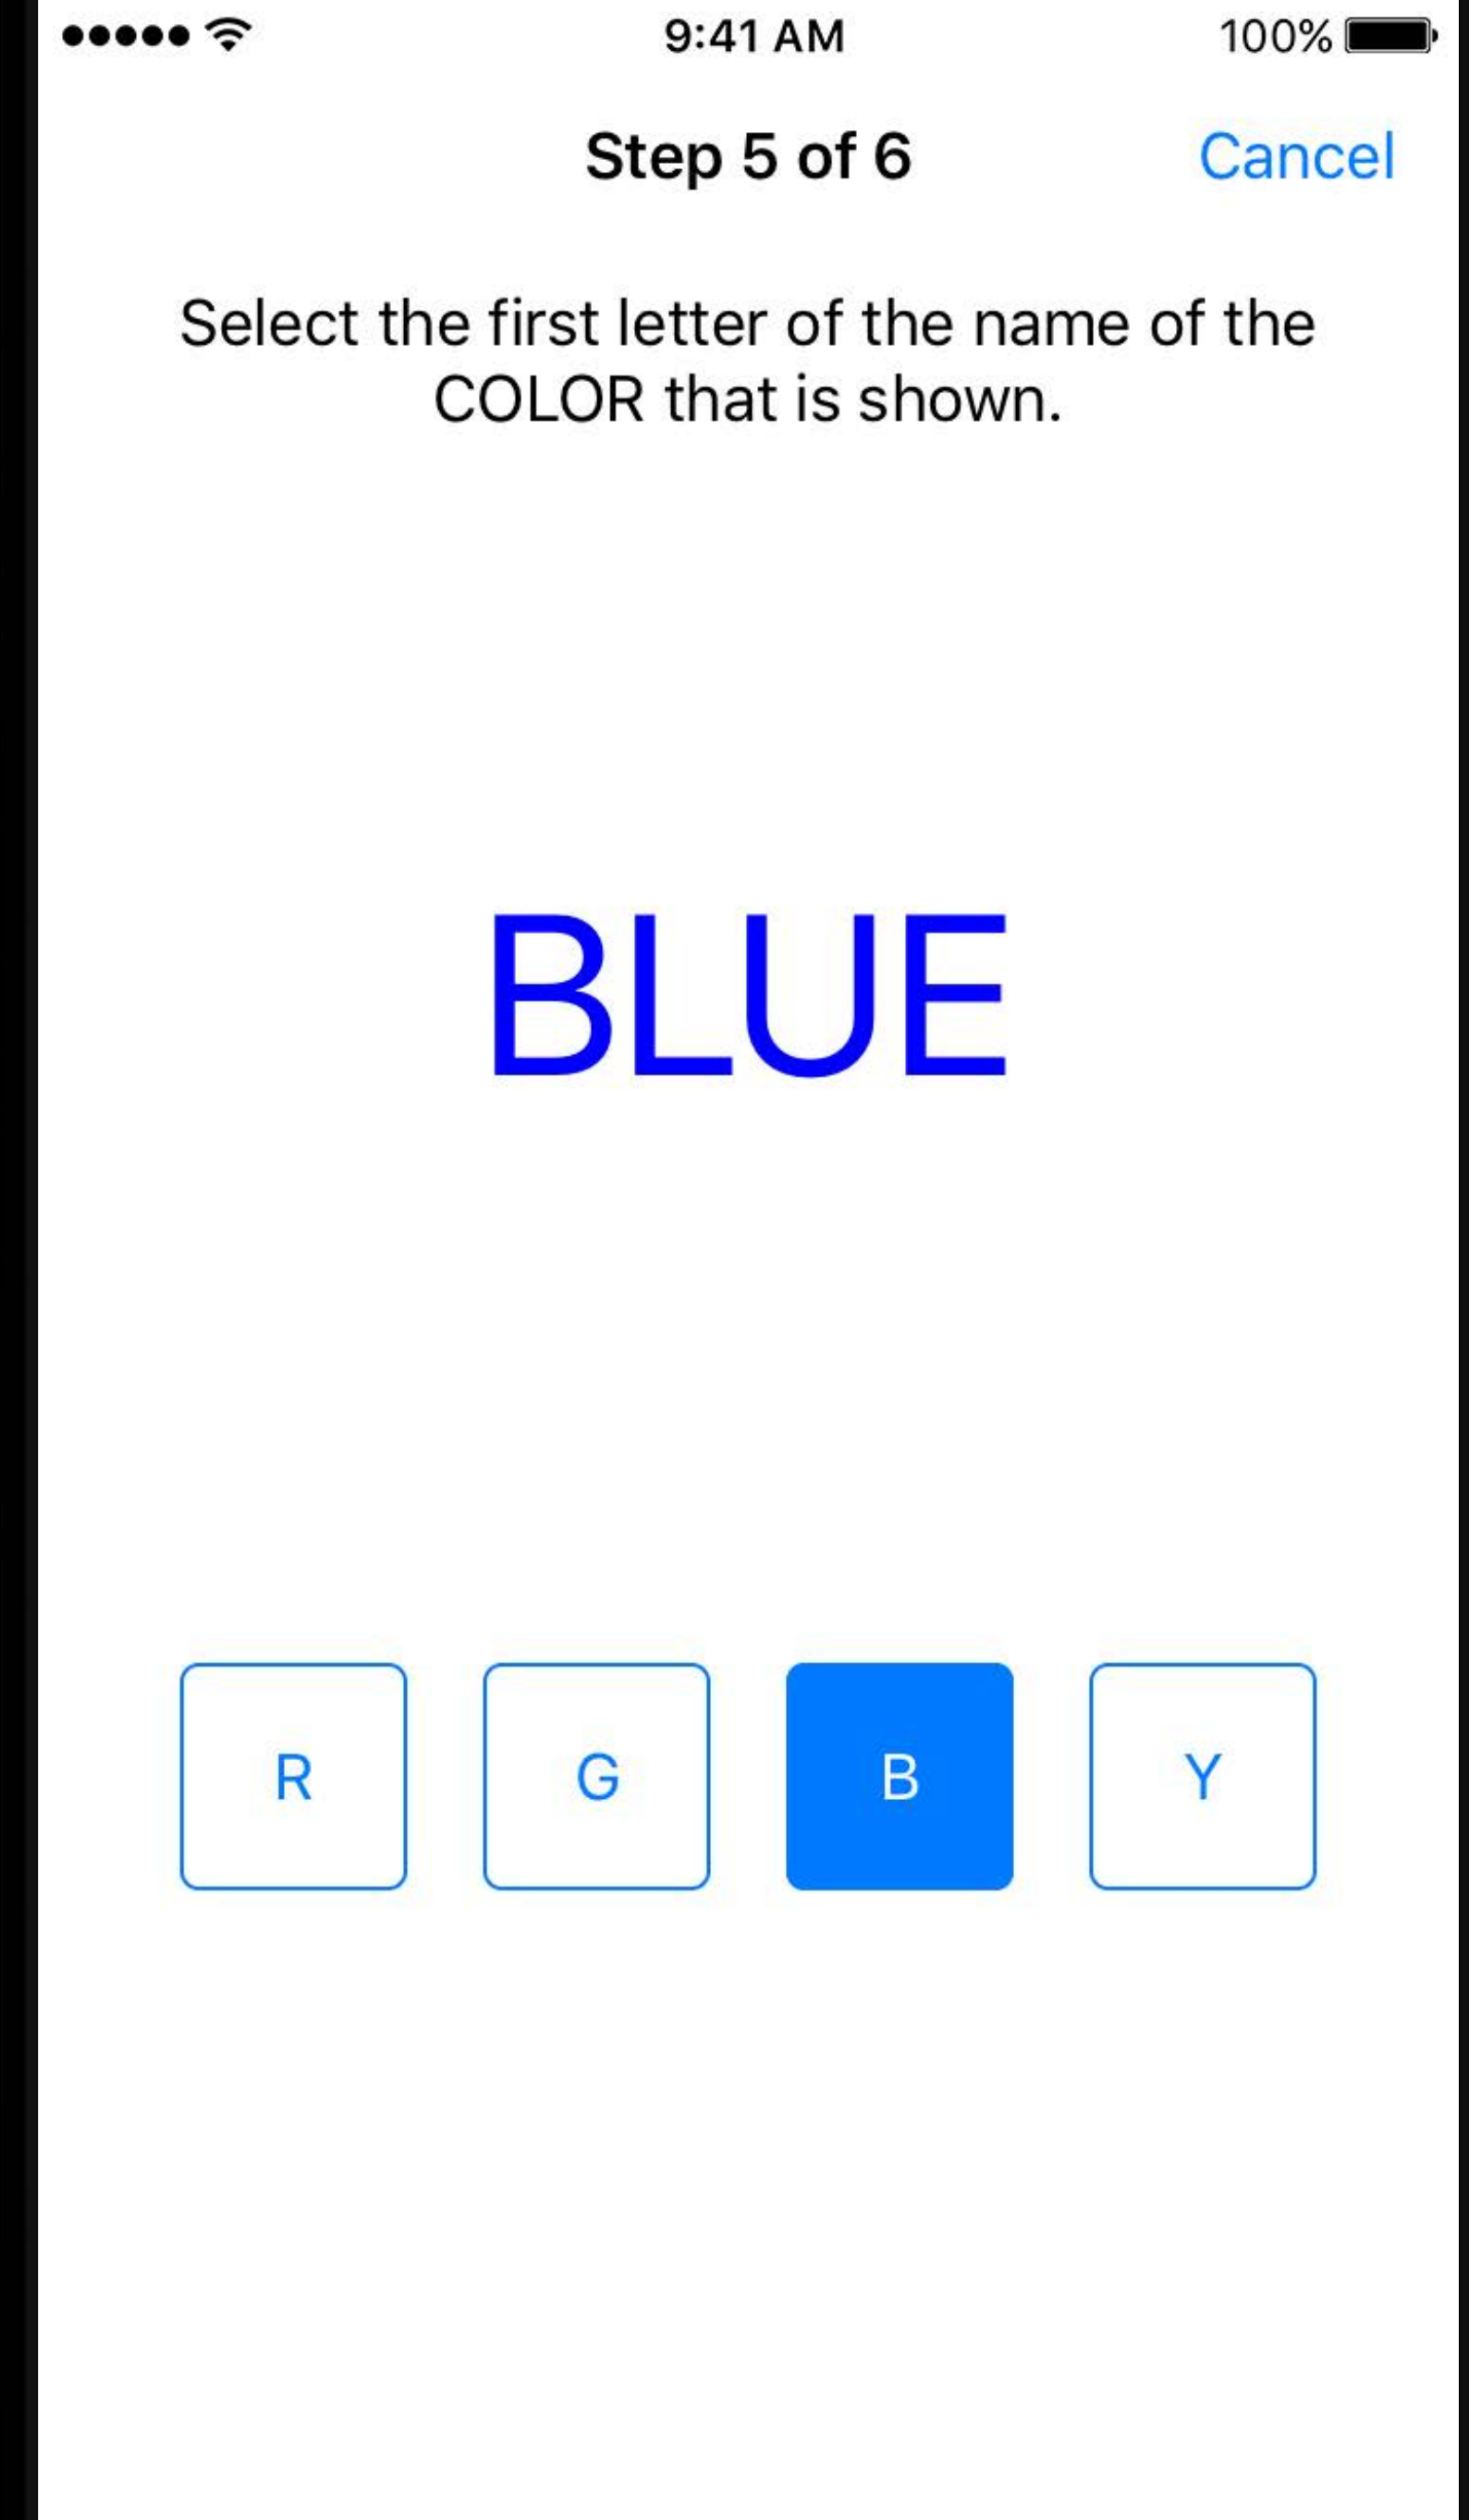 9:41 AM 100%
Step 5 of 6 Cancel
Select the first letter of the name of the
COLOR that is shown.
BLUE
R G B Y